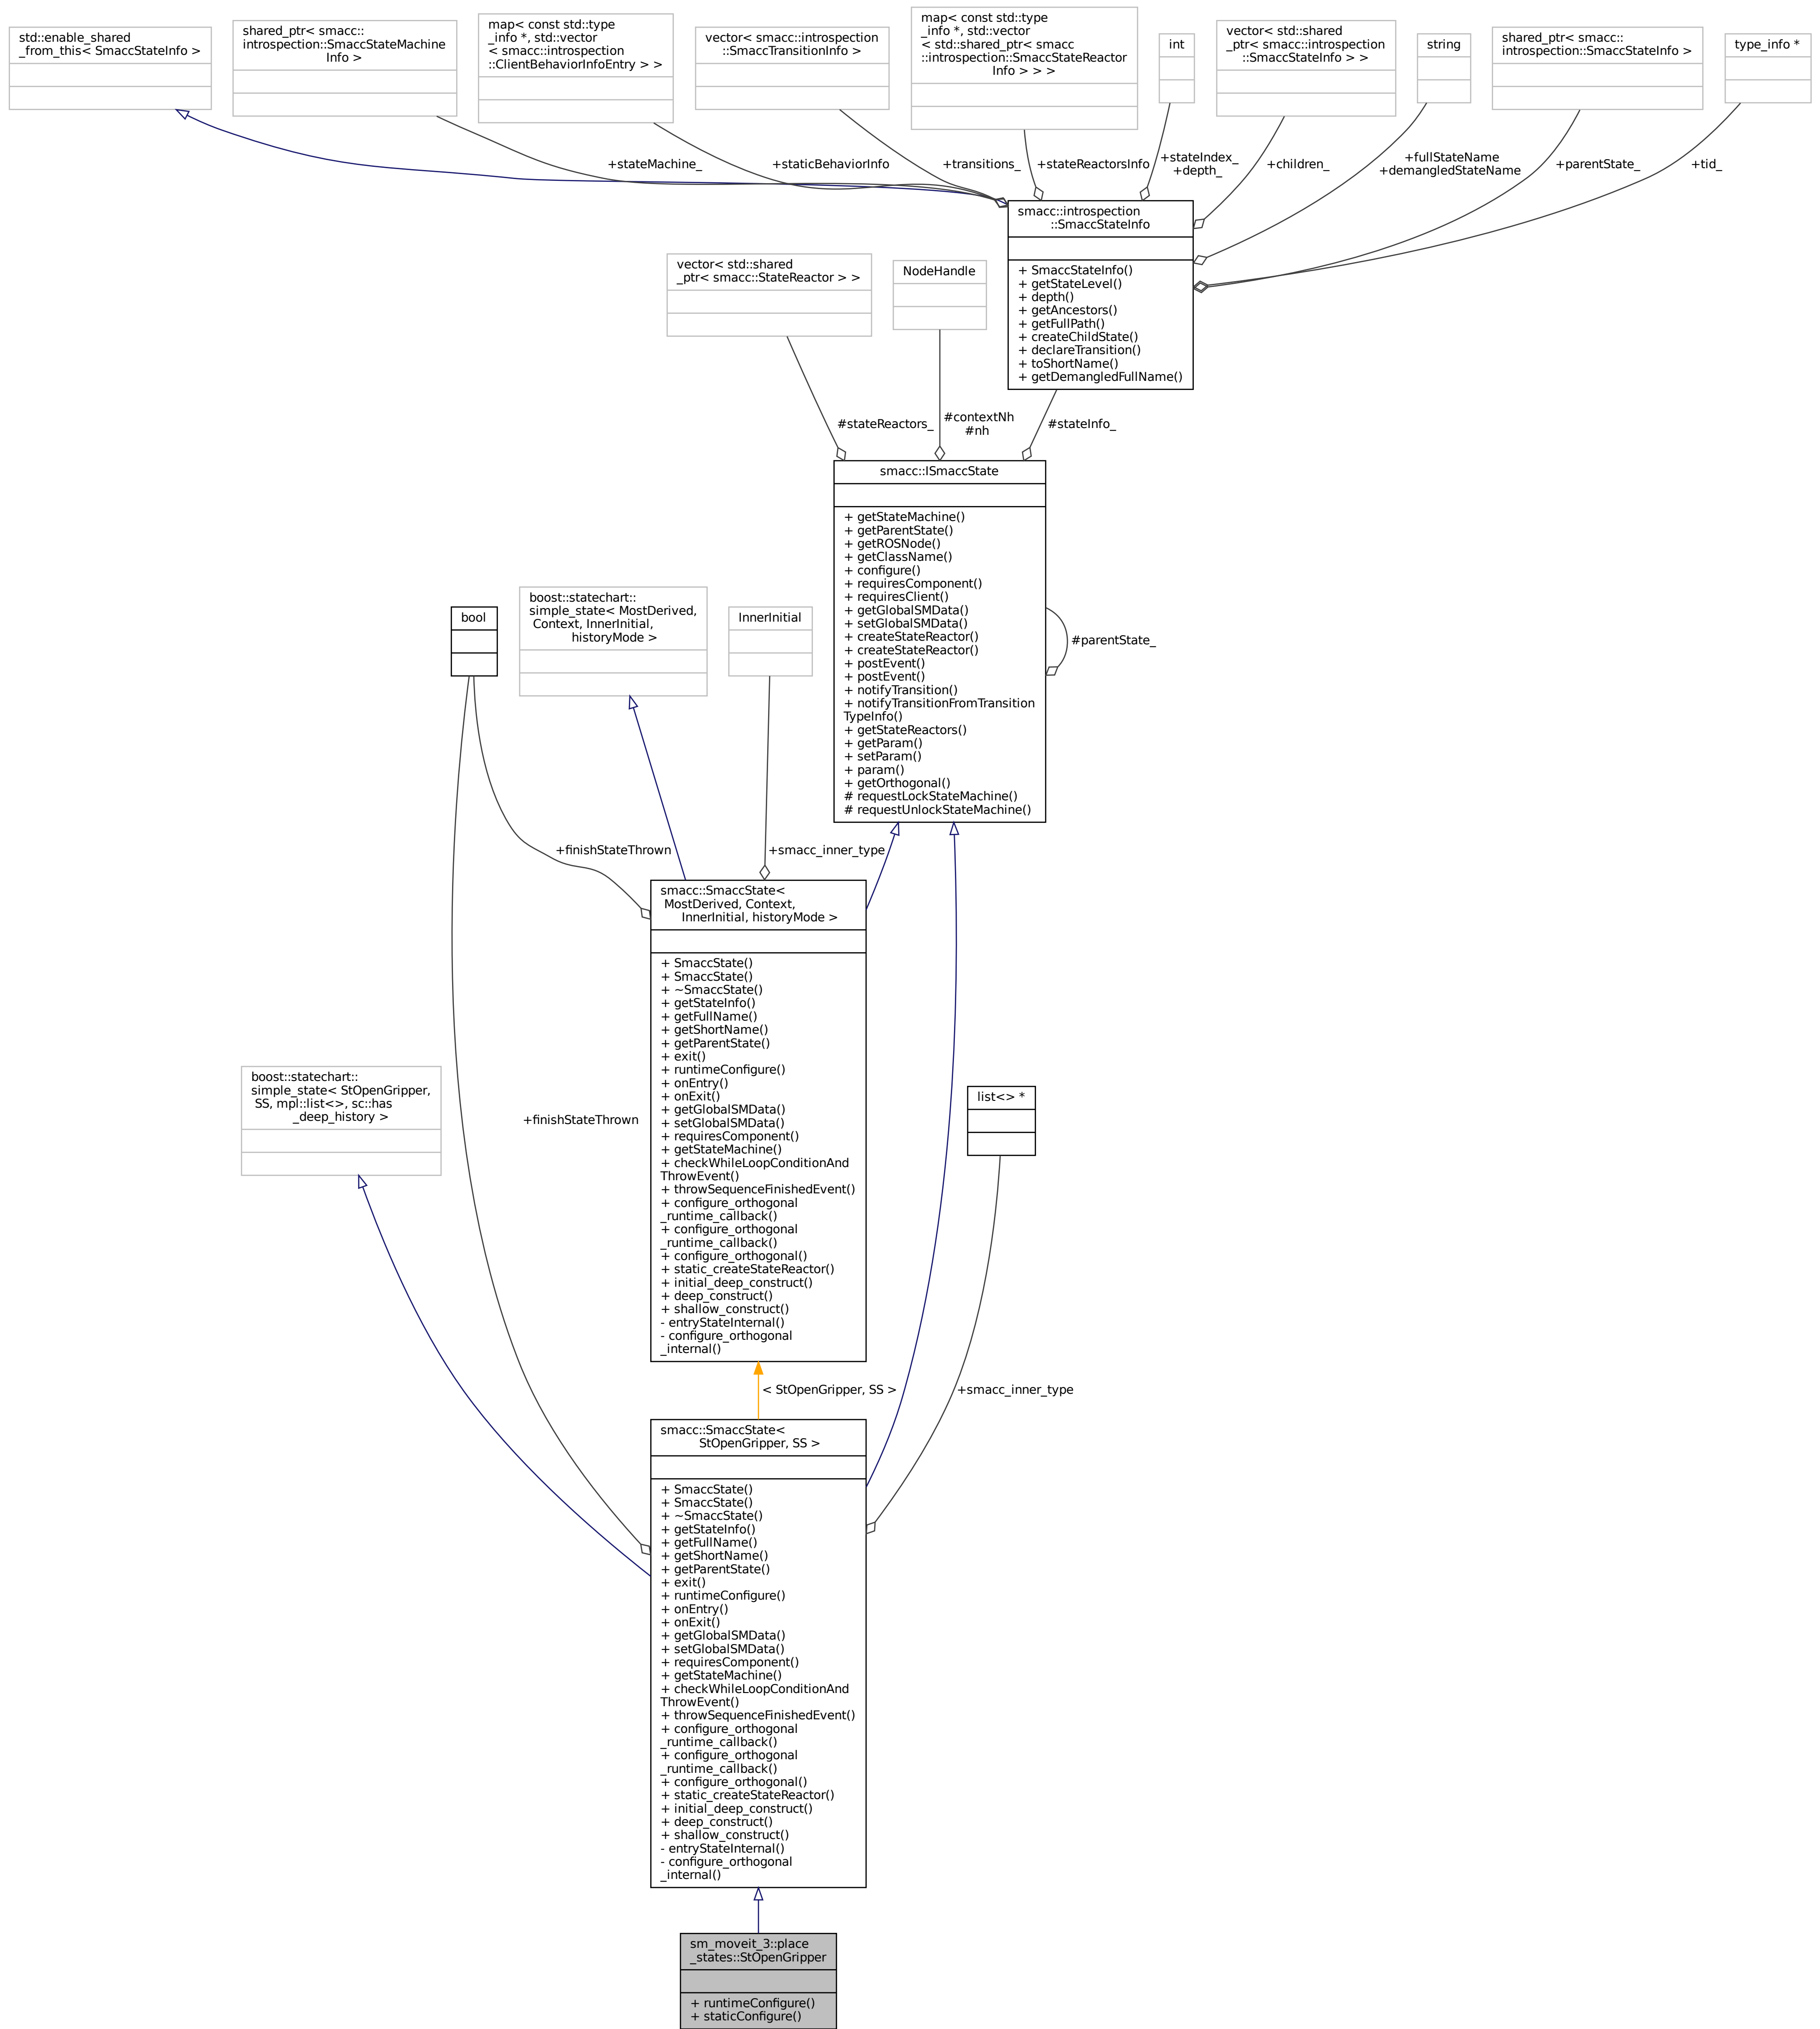 std::enable_shared
_from_this< SmaccStateInfo >
shared_ptr< smacc::
introspection::SmaccStateMachine
Info >
map< const std::type
_info *, std::vector
< smacc::introspection
::ClientBehaviorInfoEntry > >
vector< smacc::introspection
::SmaccTransitionInfo >
map< const std::type
_info *, std::vector
< std::shared_ptr< smacc
::introspection::SmaccStateReactor
Info > > >
int
vector< std::shared
_ptr< smacc::introspection
::SmaccStateInfo > >
string
shared_ptr< smacc::
introspection::SmaccStateInfo >
type_info *
+stateMachine_
+staticBehaviorInfo
+transitions_
+stateReactorsInfo
+stateIndex_
+depth_
+children_
+fullStateName
+demangledStateName
+parentState_
+tid_
smacc::introspection
::SmaccStateInfo
+ SmaccStateInfo()
+ getStateLevel()
+ depth()
+ getAncestors()
+ getFullPath()
+ createChildState()
+ declareTransition()
+ toShortName()
+ getDemangledFullName()
vector< std::shared
_ptr< smacc::StateReactor > >
NodeHandle
#stateReactors_
#contextNh
#nh
#stateInfo_
smacc::ISmaccState
+ getStateMachine()
+ getParentState()
+ getROSNode()
+ getClassName()
+ configure()
+ requiresComponent()
+ requiresClient()
+ getGlobalSMData()
+ setGlobalSMData()
+ createStateReactor()
+ createStateReactor()
+ postEvent()
+ postEvent()
+ notifyTransition()
+ notifyTransitionFromTransition
TypeInfo()
+ getStateReactors()
+ getParam()
+ setParam()
+ param()
+ getOrthogonal()
# requestLockStateMachine()
# requestUnlockStateMachine()
#parentState_
bool
boost::statechart::
simple_state< MostDerived,
Context, InnerInitial,
historyMode >
InnerInitial
+finishStateThrown
+smacc_inner_type
smacc::SmaccState<
MostDerived, Context,
InnerInitial, historyMode >
+ SmaccState()
+ SmaccState()
+ ~SmaccState()
+ getStateInfo()
+ getFullName()
+ getShortName()
+ getParentState()
+ exit()
+ runtimeConfigure()
+ onEntry()
+ onExit()
+ getGlobalSMData()
+ setGlobalSMData()
+ requiresComponent()
+ getStateMachine()
+ checkWhileLoopConditionAnd
ThrowEvent()
+ throwSequenceFinishedEvent()
+ configure_orthogonal
_runtime_callback()
+ configure_orthogonal
_runtime_callback()
+ configure_orthogonal()
+ static_createStateReactor()
+ initial_deep_construct()
+ deep_construct()
+ shallow_construct()
- entryStateInternal()
- configure_orthogonal
_internal()
boost::statechart::
simple_state< StOpenGripper,
SS, mpl::list<>, sc::has
_deep_history >
+finishStateThrown
list<> *
< StOpenGripper, SS >
+smacc_inner_type
smacc::SmaccState<
StOpenGripper, SS >
+ SmaccState()
+ SmaccState()
+ ~SmaccState()
+ getStateInfo()
+ getFullName()
+ getShortName()
+ getParentState()
+ exit()
+ runtimeConfigure()
+ onEntry()
+ onExit()
+ getGlobalSMData()
+ setGlobalSMData()
+ requiresComponent()
+ getStateMachine()
+ checkWhileLoopConditionAnd
ThrowEvent()
+ throwSequenceFinishedEvent()
+ configure_orthogonal
_runtime_callback()
+ configure_orthogonal
_runtime_callback()
+ configure_orthogonal()
+ static_createStateReactor()
+ initial_deep_construct()
+ deep_construct()
+ shallow_construct()
- entryStateInternal()
- configure_orthogonal
_internal()
sm_moveit_3::place
_states::StOpenGripper
+ runtimeConfigure()
+ staticConfigure()